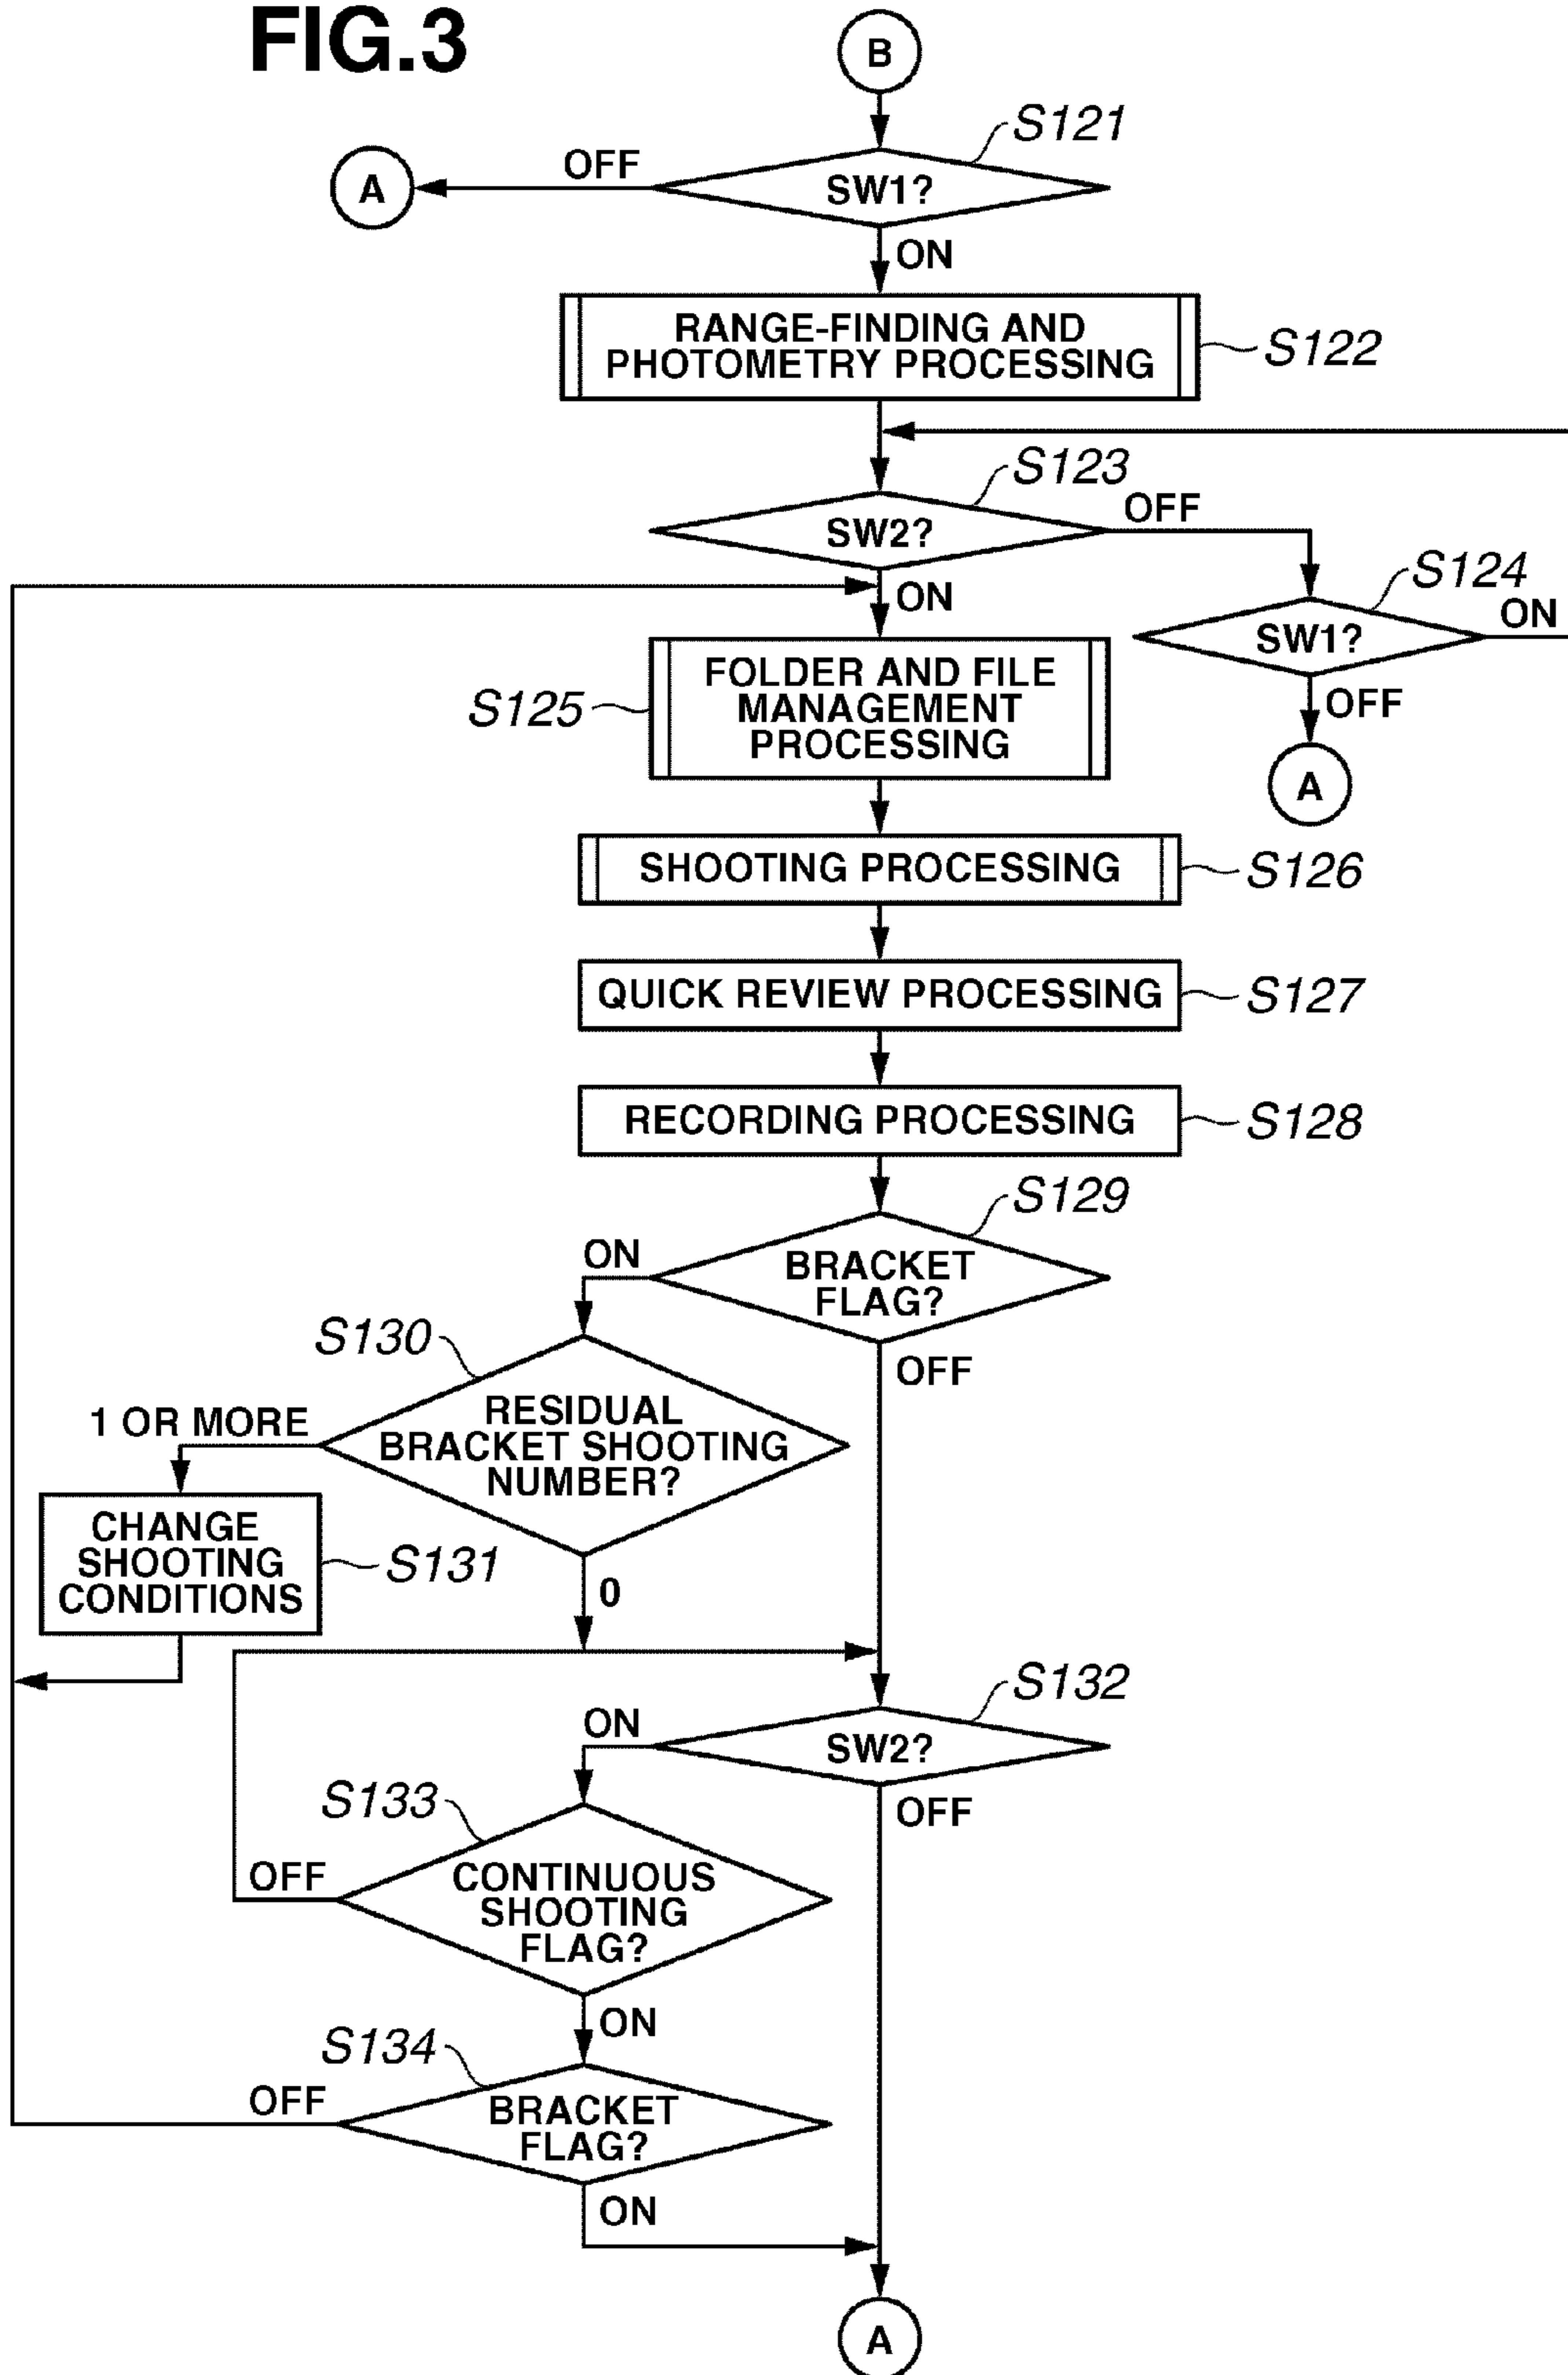 FIG.3
B
S121
OFF
A
SW1?
ON
RANGE-FINDING AND
PHOTOMETRY PROCESSING
S122
S123
OFF
SW2?
ON
S124
ON
SW1?
OFF
A
FOLDER AND FILE
MANAGEMENT
PROCESSING
S125
SHOOTING PROCESSING
S126
QUICK REVIEW PROCESSING
S127
RECORDING PROCESSING
S128
S129
ON
BRACKET
FLAG?
OFF
S130
1 OR MORE
RESIDUAL
BRACKET SHOOTING
NUMBER?
CHANGE
SHOOTING
CONDITIONS
S131
0
S132
ON
SW2?
OFF
S133
OFF
CONTINUOUS
SHOOTING
FLAG?
ON
S134
OFF
BRACKET
FLAG?
ON
A